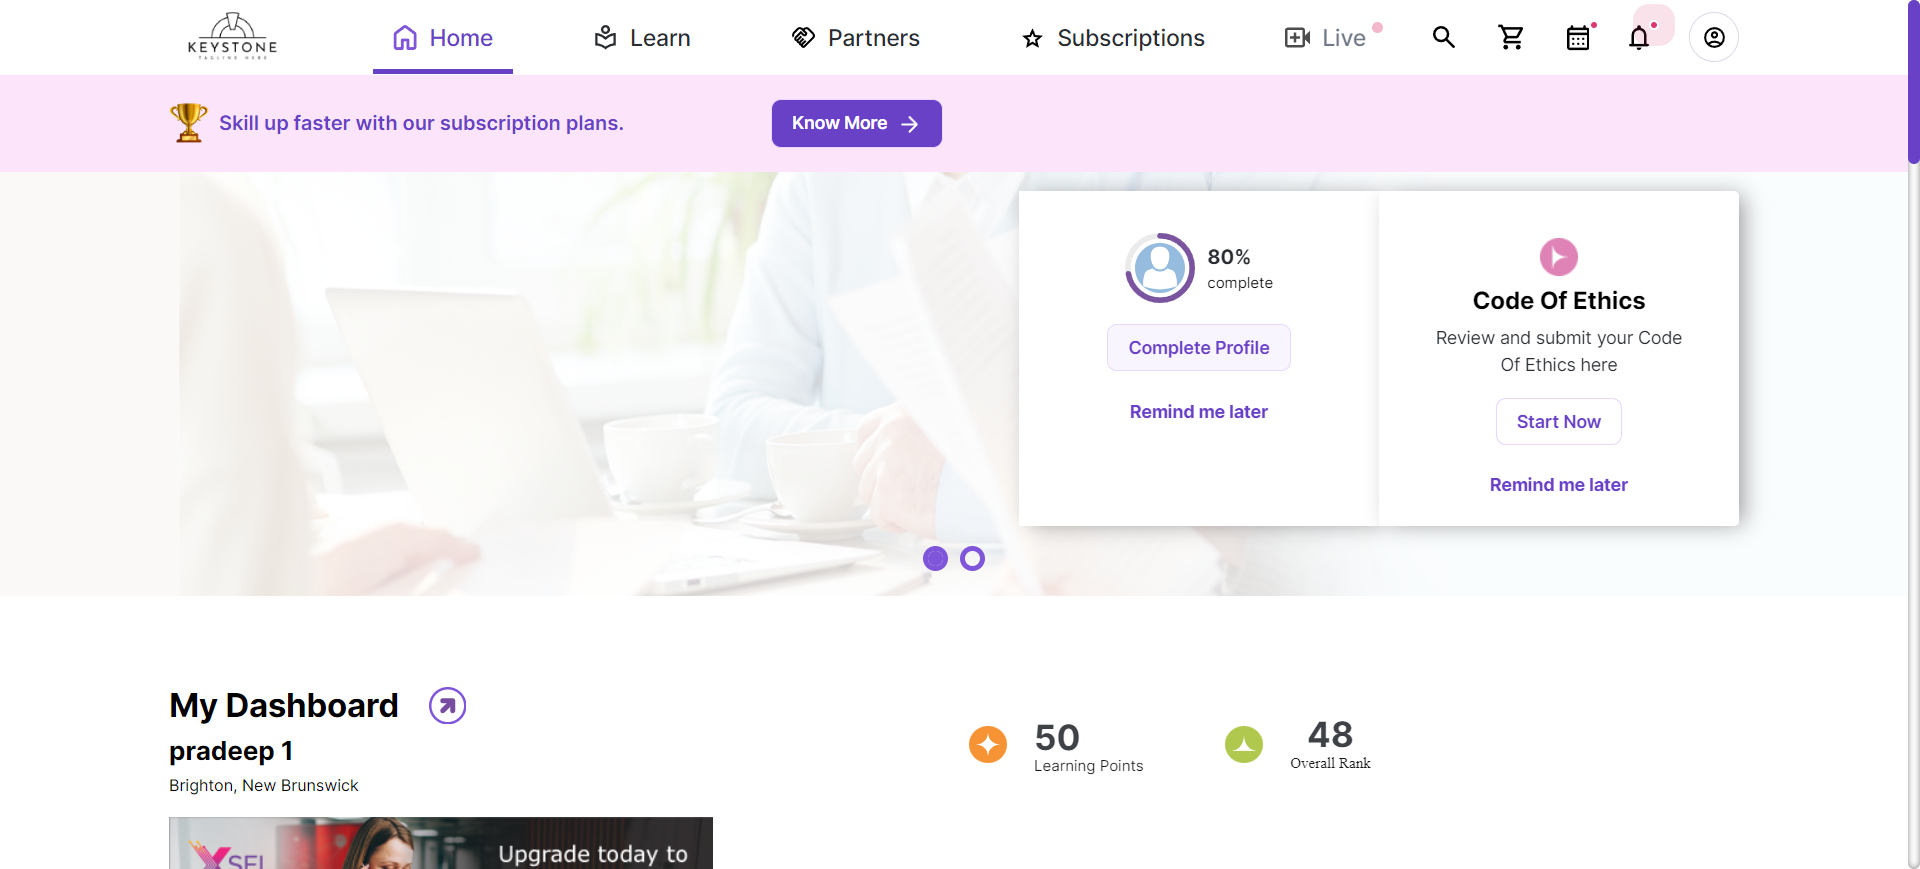 KEYSTONE
TAGLINE HERE
Home
Learn
Partners
Subscriptions
Live
Skill up faster with our subscription plans.
Know More
80%
complete
Complete Profile
Remind me later
Code Of Ethics
Review and submit your Code
Of Ethics here
Start Now
Remind me later
My Dashboard
pradeep 1
Brighton, New Brunswick
50
Learning Points
48
Overall Rank
Upgrade today to